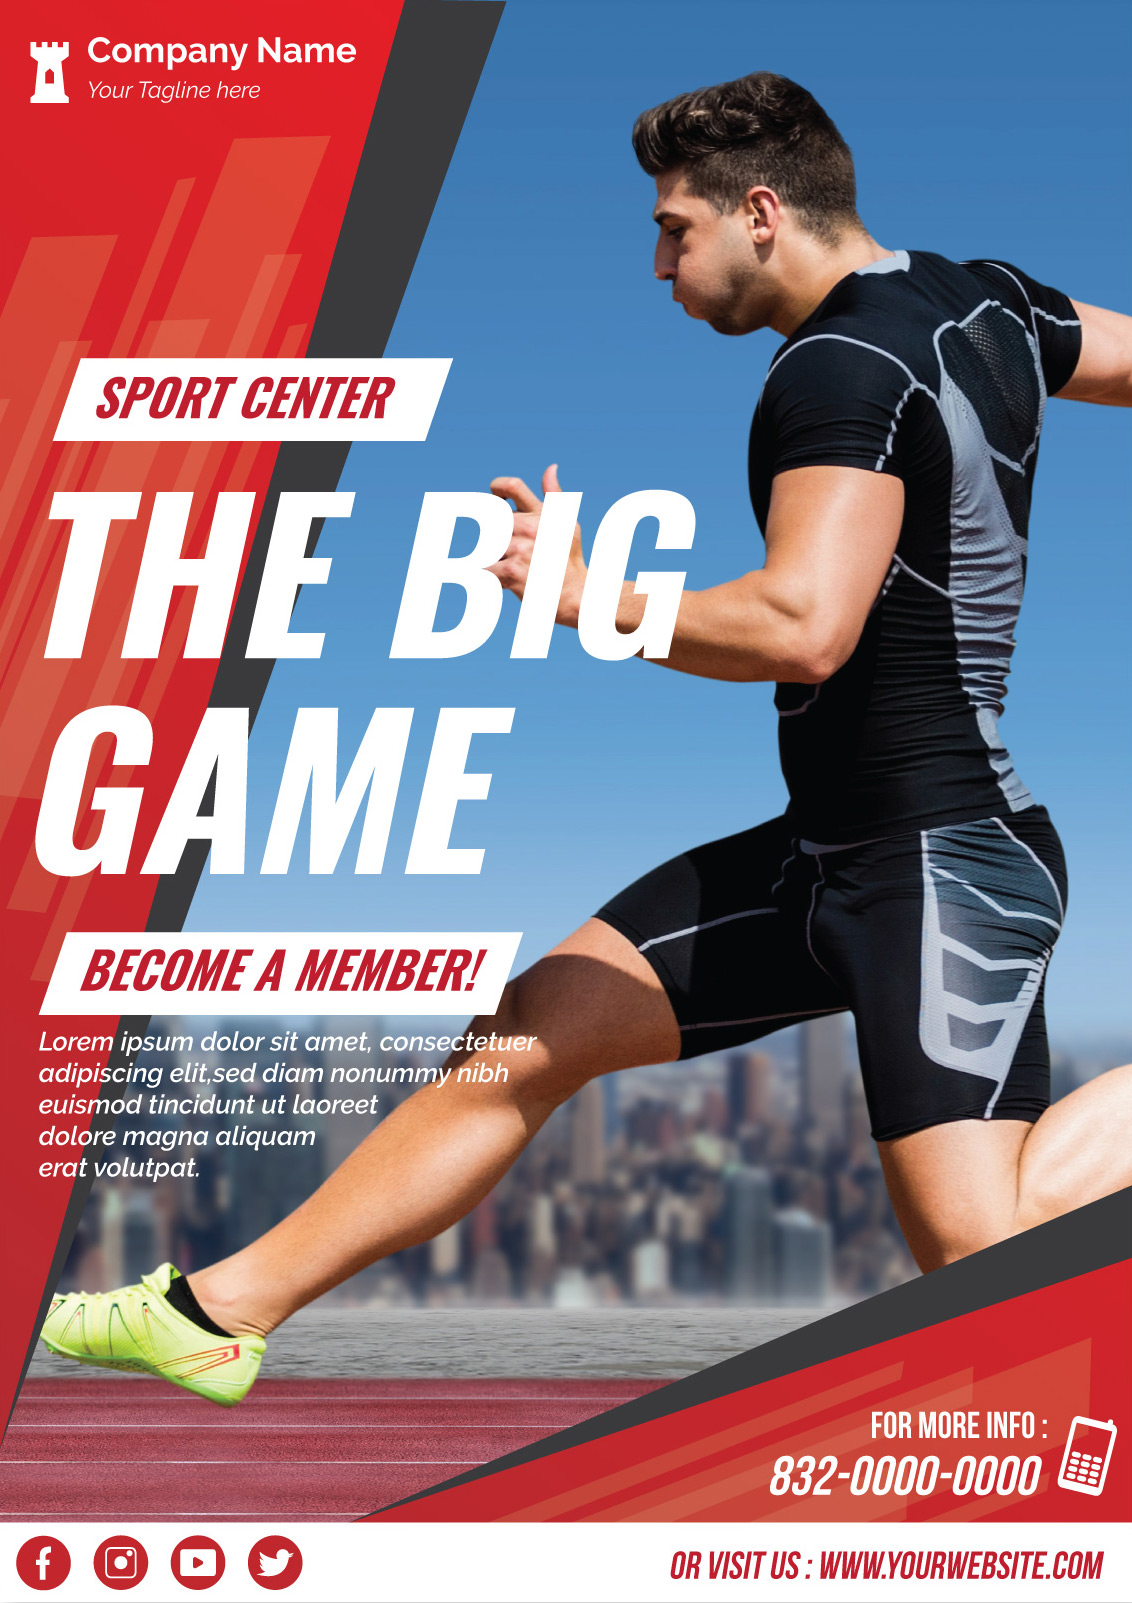 Company Name
Your Tagline here
SPORT CENTER
THE BIG
GAME
BECOME A MEMBER!
Lorem ipsum dolor sit amet, consectetuer
adipiscing elit,sed diam nonummy nibh
euismod tincidunt ut laoreet
dolore magna aliquam
erat volutpat.
FOR MORE INFO :
832-0000-0000
OR VISIT US : WWW.YOURWEBSITE.COM